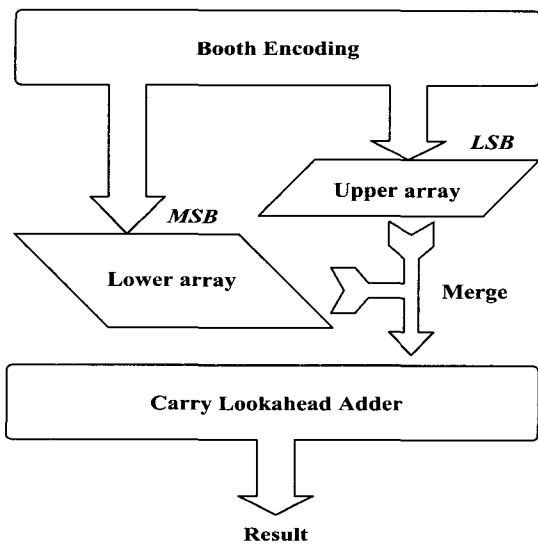 Booth Encoding
LSB
Upper array
MSB
Lower array
Merge
Carry Lookahead Adder
Result